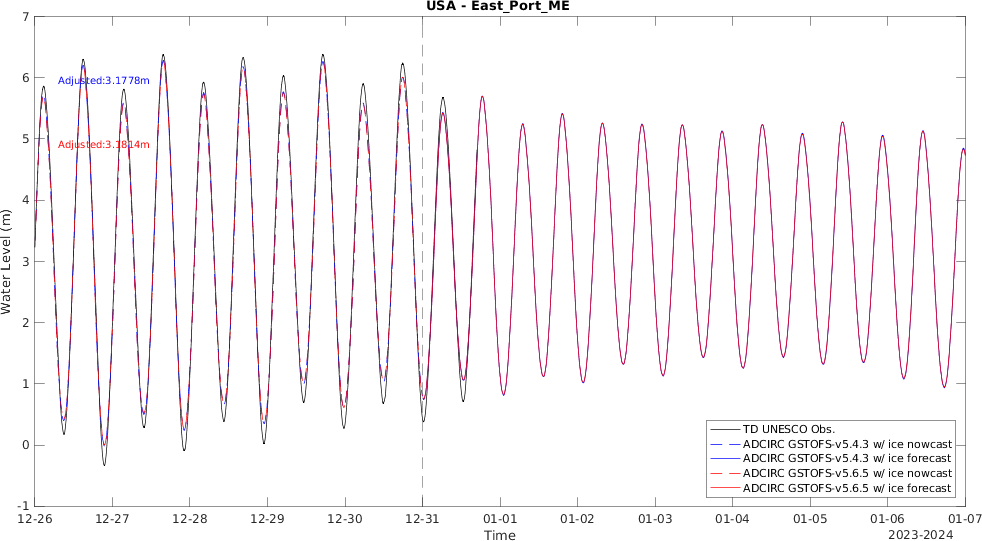 USA - East_Port_ME
7
6
5
4
3
2
1
0
-1
Water Level (m)
Adjusted:3.1778m
Adjusted:3.1814m
TD UNESCO Obs.
ADCIRC GSTOFS-v5.4.3 w/ ice nowcast
ADCIRC GSTOFS-v5.4.3 w/ ice forecast
ADCIRC GSTOFS-v5.6.5 w/ ice nowcast
ADCIRC GSTOFS-v5.6.5 w/ ice forecast
12-26 12-27 12-28 12-29 12-30 12-31 01-01 01-02 01-03 01-04 01-05 01-06 01-07
Time
2023-2024